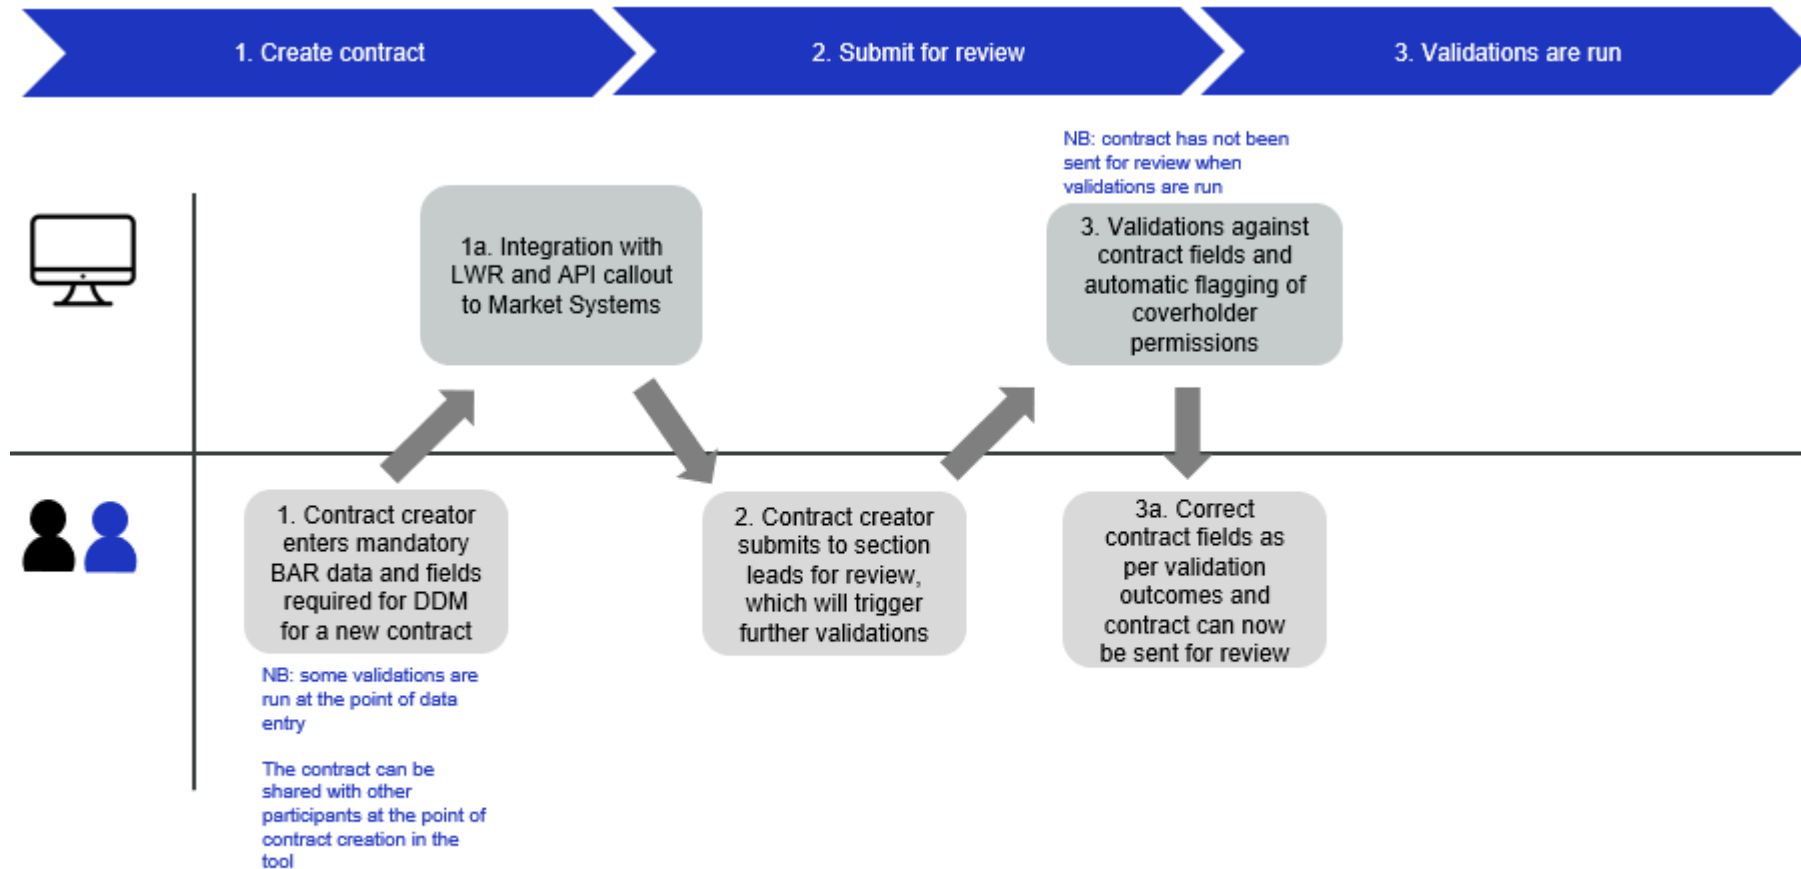 1. Create contract
2. Submit for review
3. Validations are run
NB: contract has not been
sent for review when
validations are run
1a. Integration with
LWR and API callout
to Market Systems
3. Validations against
contract fields and
automatic flagging of
coverholder
permissions
1. Contract creator
enters mandatory
BAR data and fields
required for DDM
for a new contract
2. Contract creator
submits to section
leads for review,
which will trigger
further validations
3a. Correct
contract fields as
per validation
outcomes and
contract can now
be sent for review
NB: some validations are
run at the point of data
entry
The contract can be
shared with other
participants at the point of
contract creation in the
tool